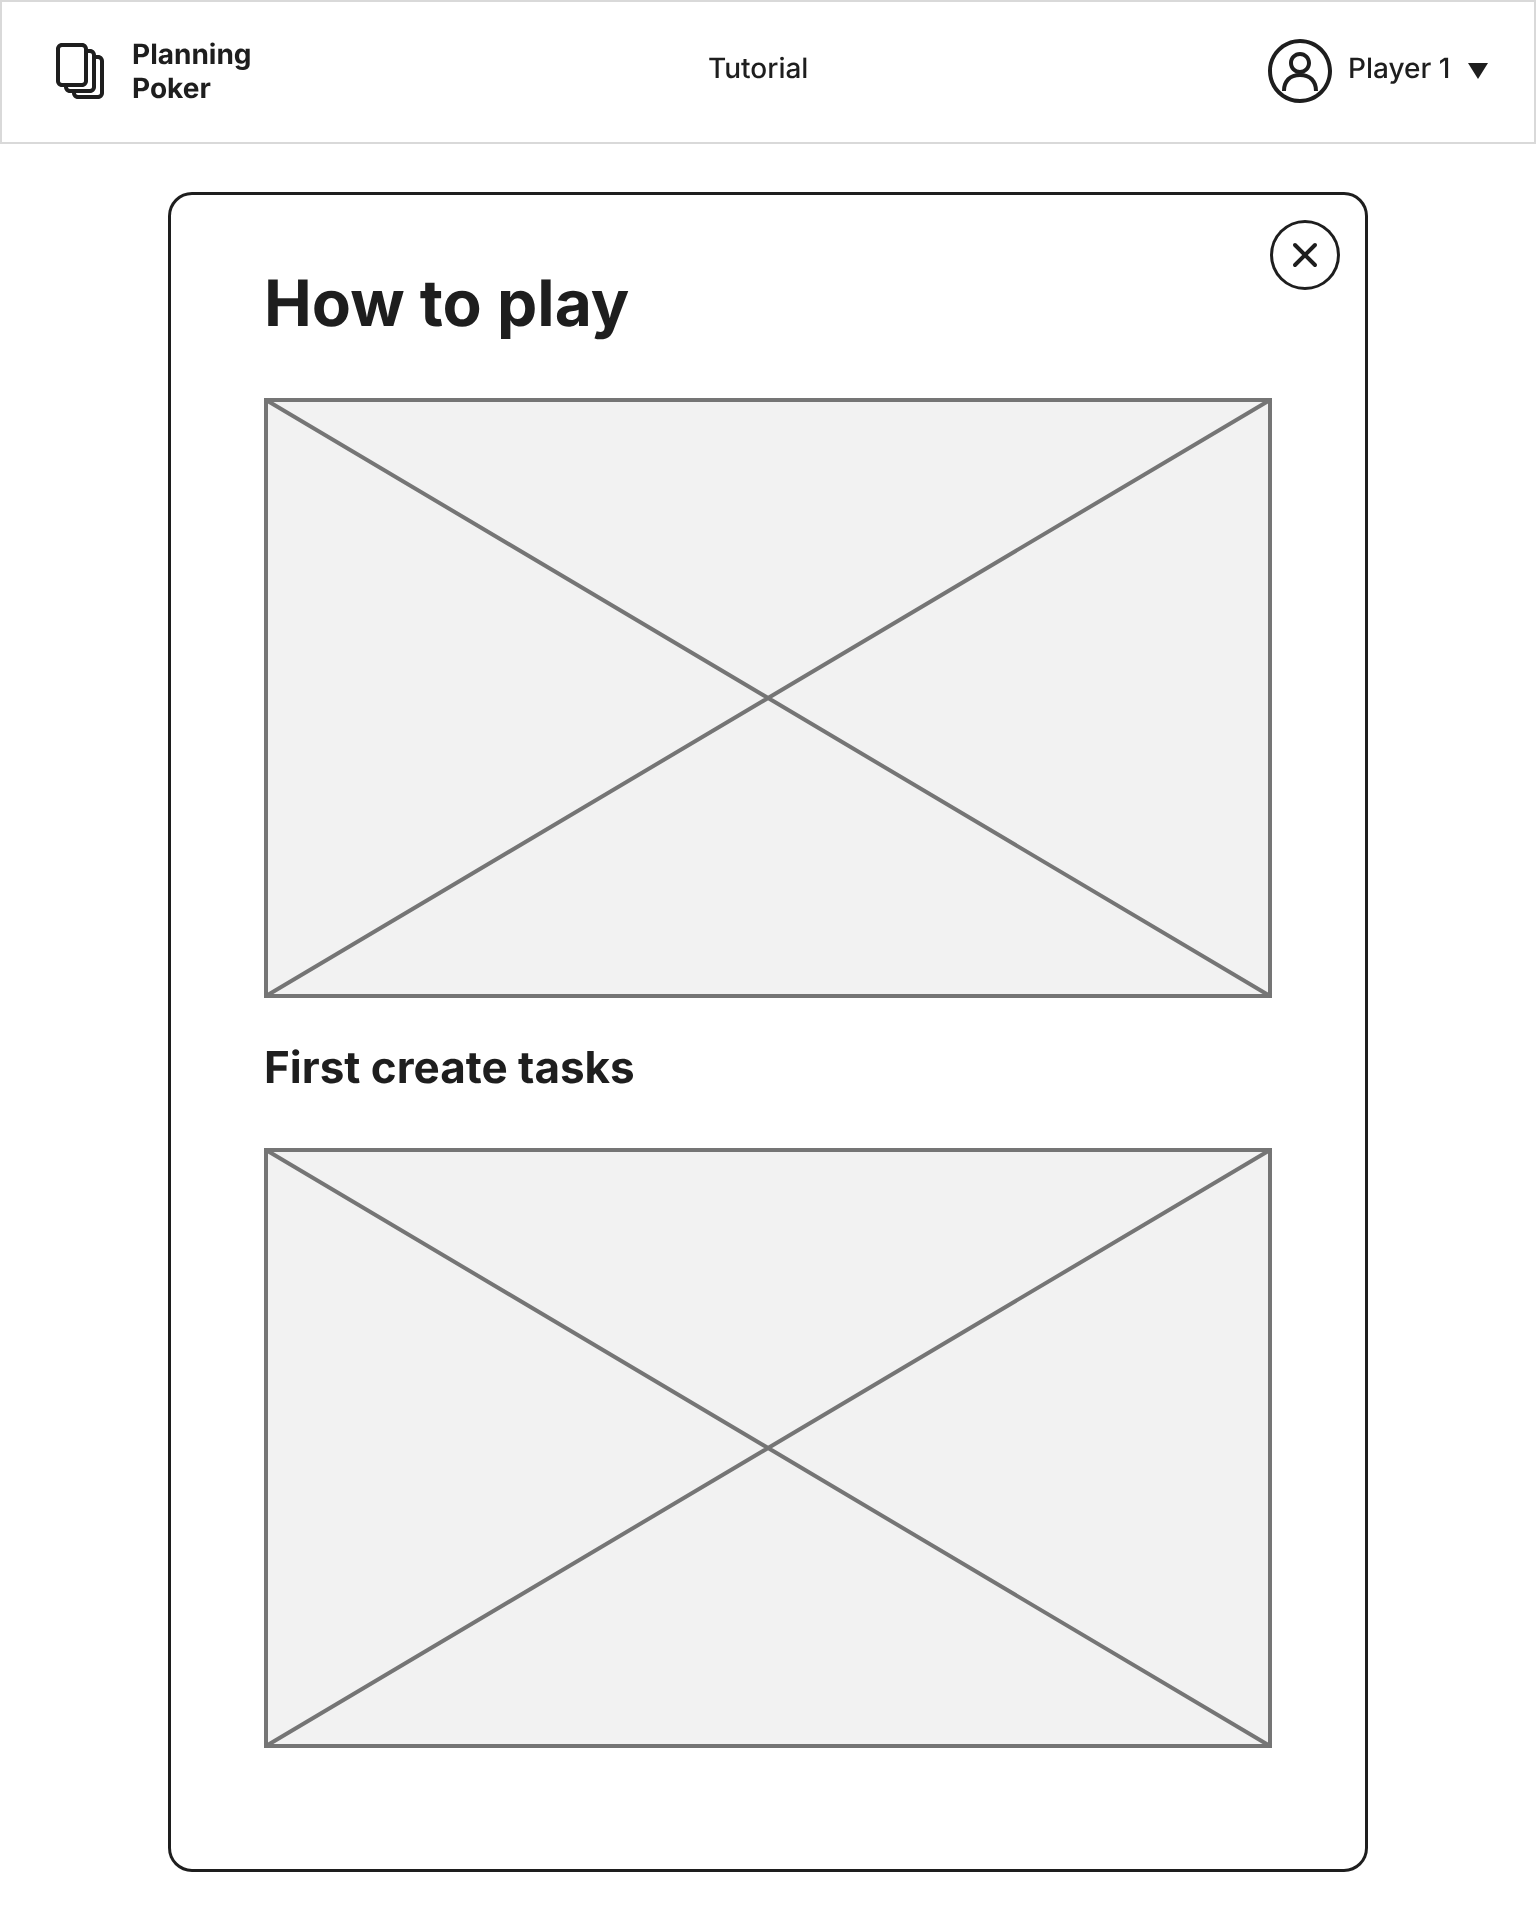 Planning
Poker
Tutorial
Player 1
How to play
First create tasks